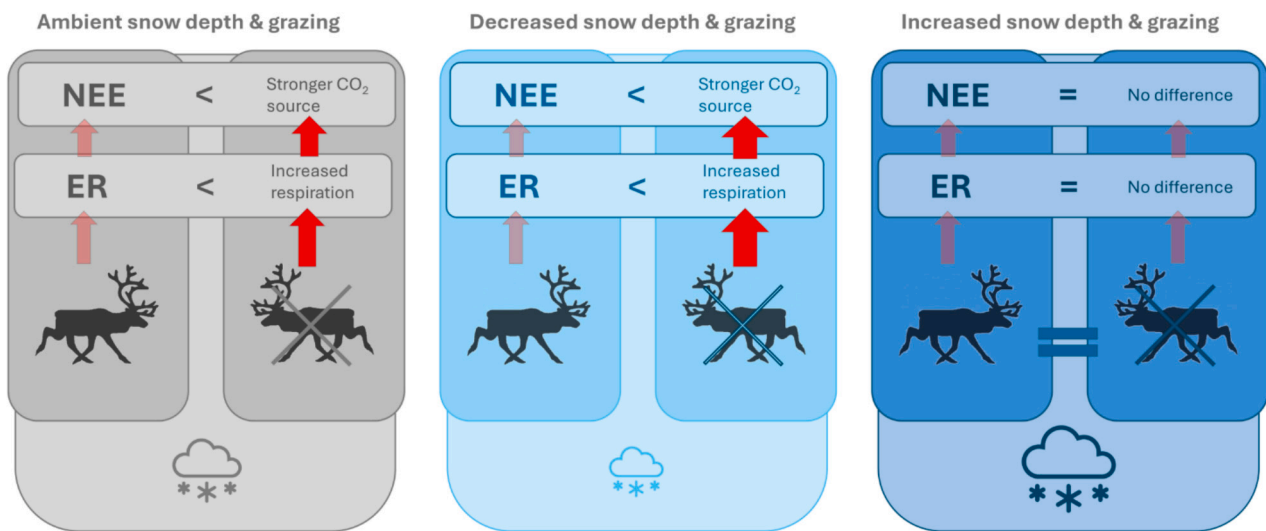 Ambient snow depth & grazing
NEE < Stronger CO₂
source
ER < Increased
respiration
Decreased snow depth & grazing
NEE < Stronger CO₂
source
ER < Increased
respiration
Increased snow depth & grazing
NEE = No difference
ER = No difference
=